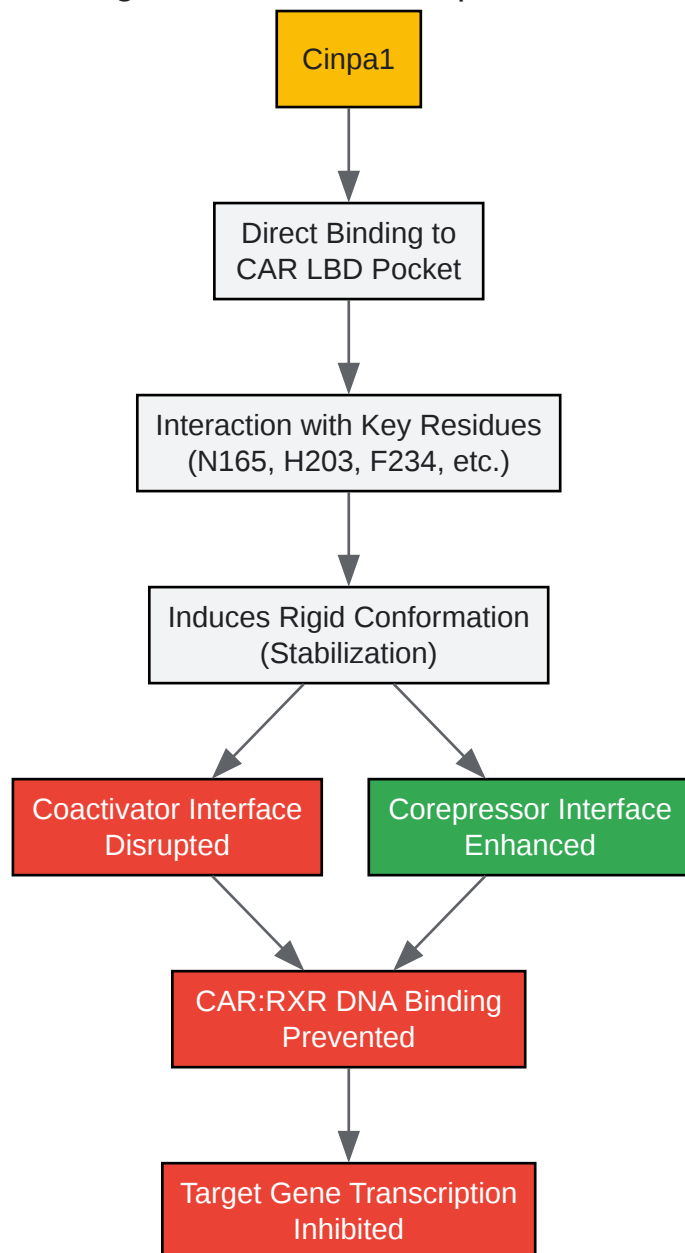 Cinpa1
Direct Binding to
CAR LBD Pocket
Interaction with Key Residues
(N165, H203, F234, etc.)
Induces Rigid Conformation
(Stabilization)
Coactivator Interface
Disrupted
Corepressor Interface
Enhanced
CAR:RXR DNA Binding
Prevented
Target Gene Transcription
Inhibited